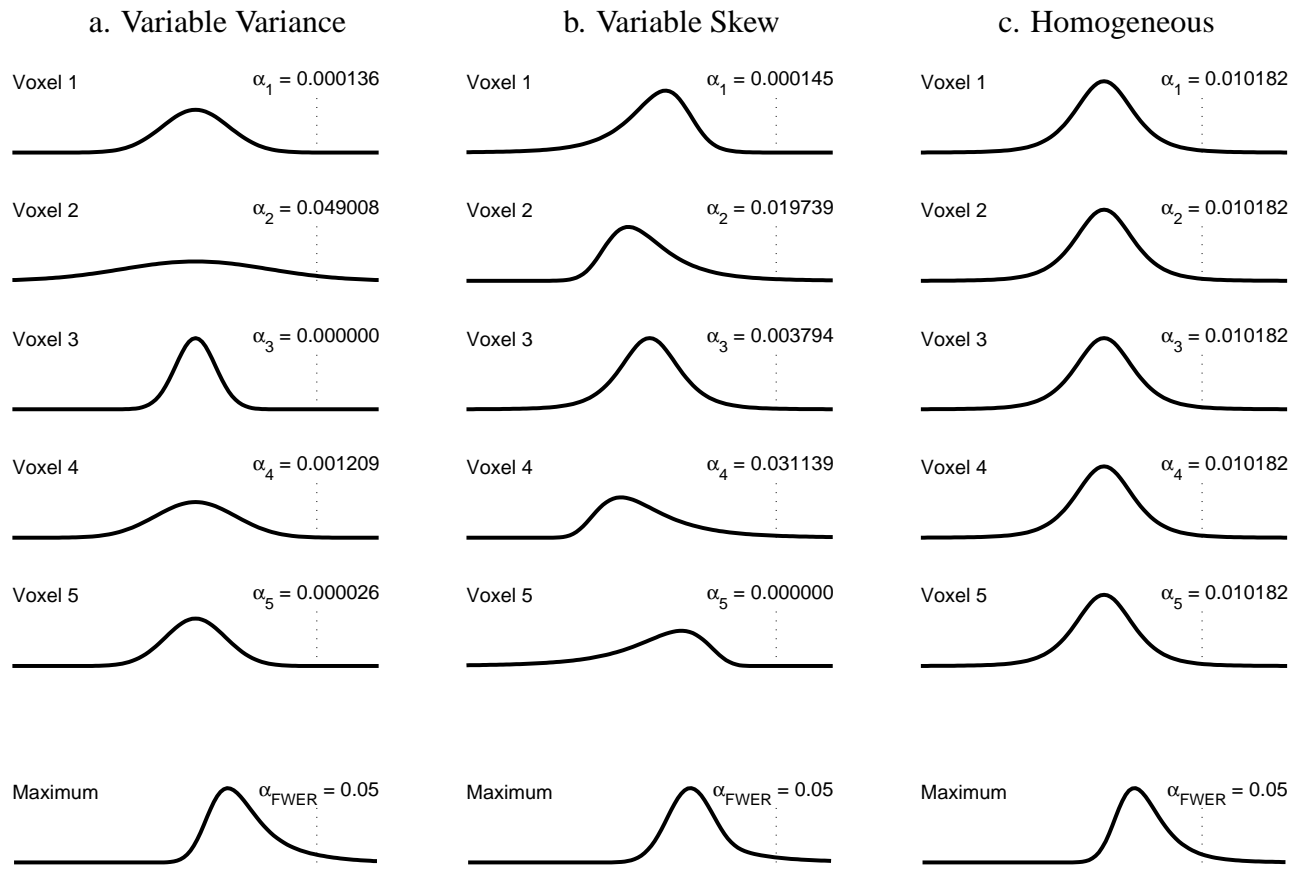 a. Variable Variance
b. Variable Skew
c. Homogeneous
Voxel 1
α1 = 0.000136
Voxel 1
α1 = 0.000145
Voxel 1
α1 = 0.010182
Voxel 2
α2 = 0.049008
Voxel 2
α2 = 0.019739
Voxel 2
α2 = 0.010182
Voxel 3
α3 = 0.000000
Voxel 3
α3 = 0.003794
Voxel 3
α3 = 0.010182
Voxel 4
α4 = 0.001209
Voxel 4
α4 = 0.031139
Voxel 4
α4 = 0.010182
Voxel 5
α5 = 0.000026
Voxel 5
α5 = 0.000000
Voxel 5
α5 = 0.010182
Maximum
αFWER = 0.05
Maximum
αFWER = 0.05
Maximum
αFWER = 0.05